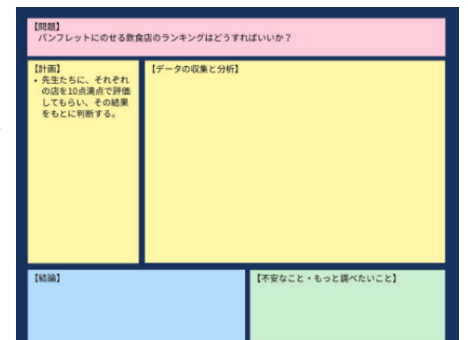 【問題】
パンフレットにのせる飲食店のランキングはどうすればいいか？
【計画】
• 先生たちに、それぞれ
の店を10点満点で評価
してもらい、その結果
をもとに判断する。
【データの収集と分析】
【結論】
【不安なこと・もっと調べたいこと】